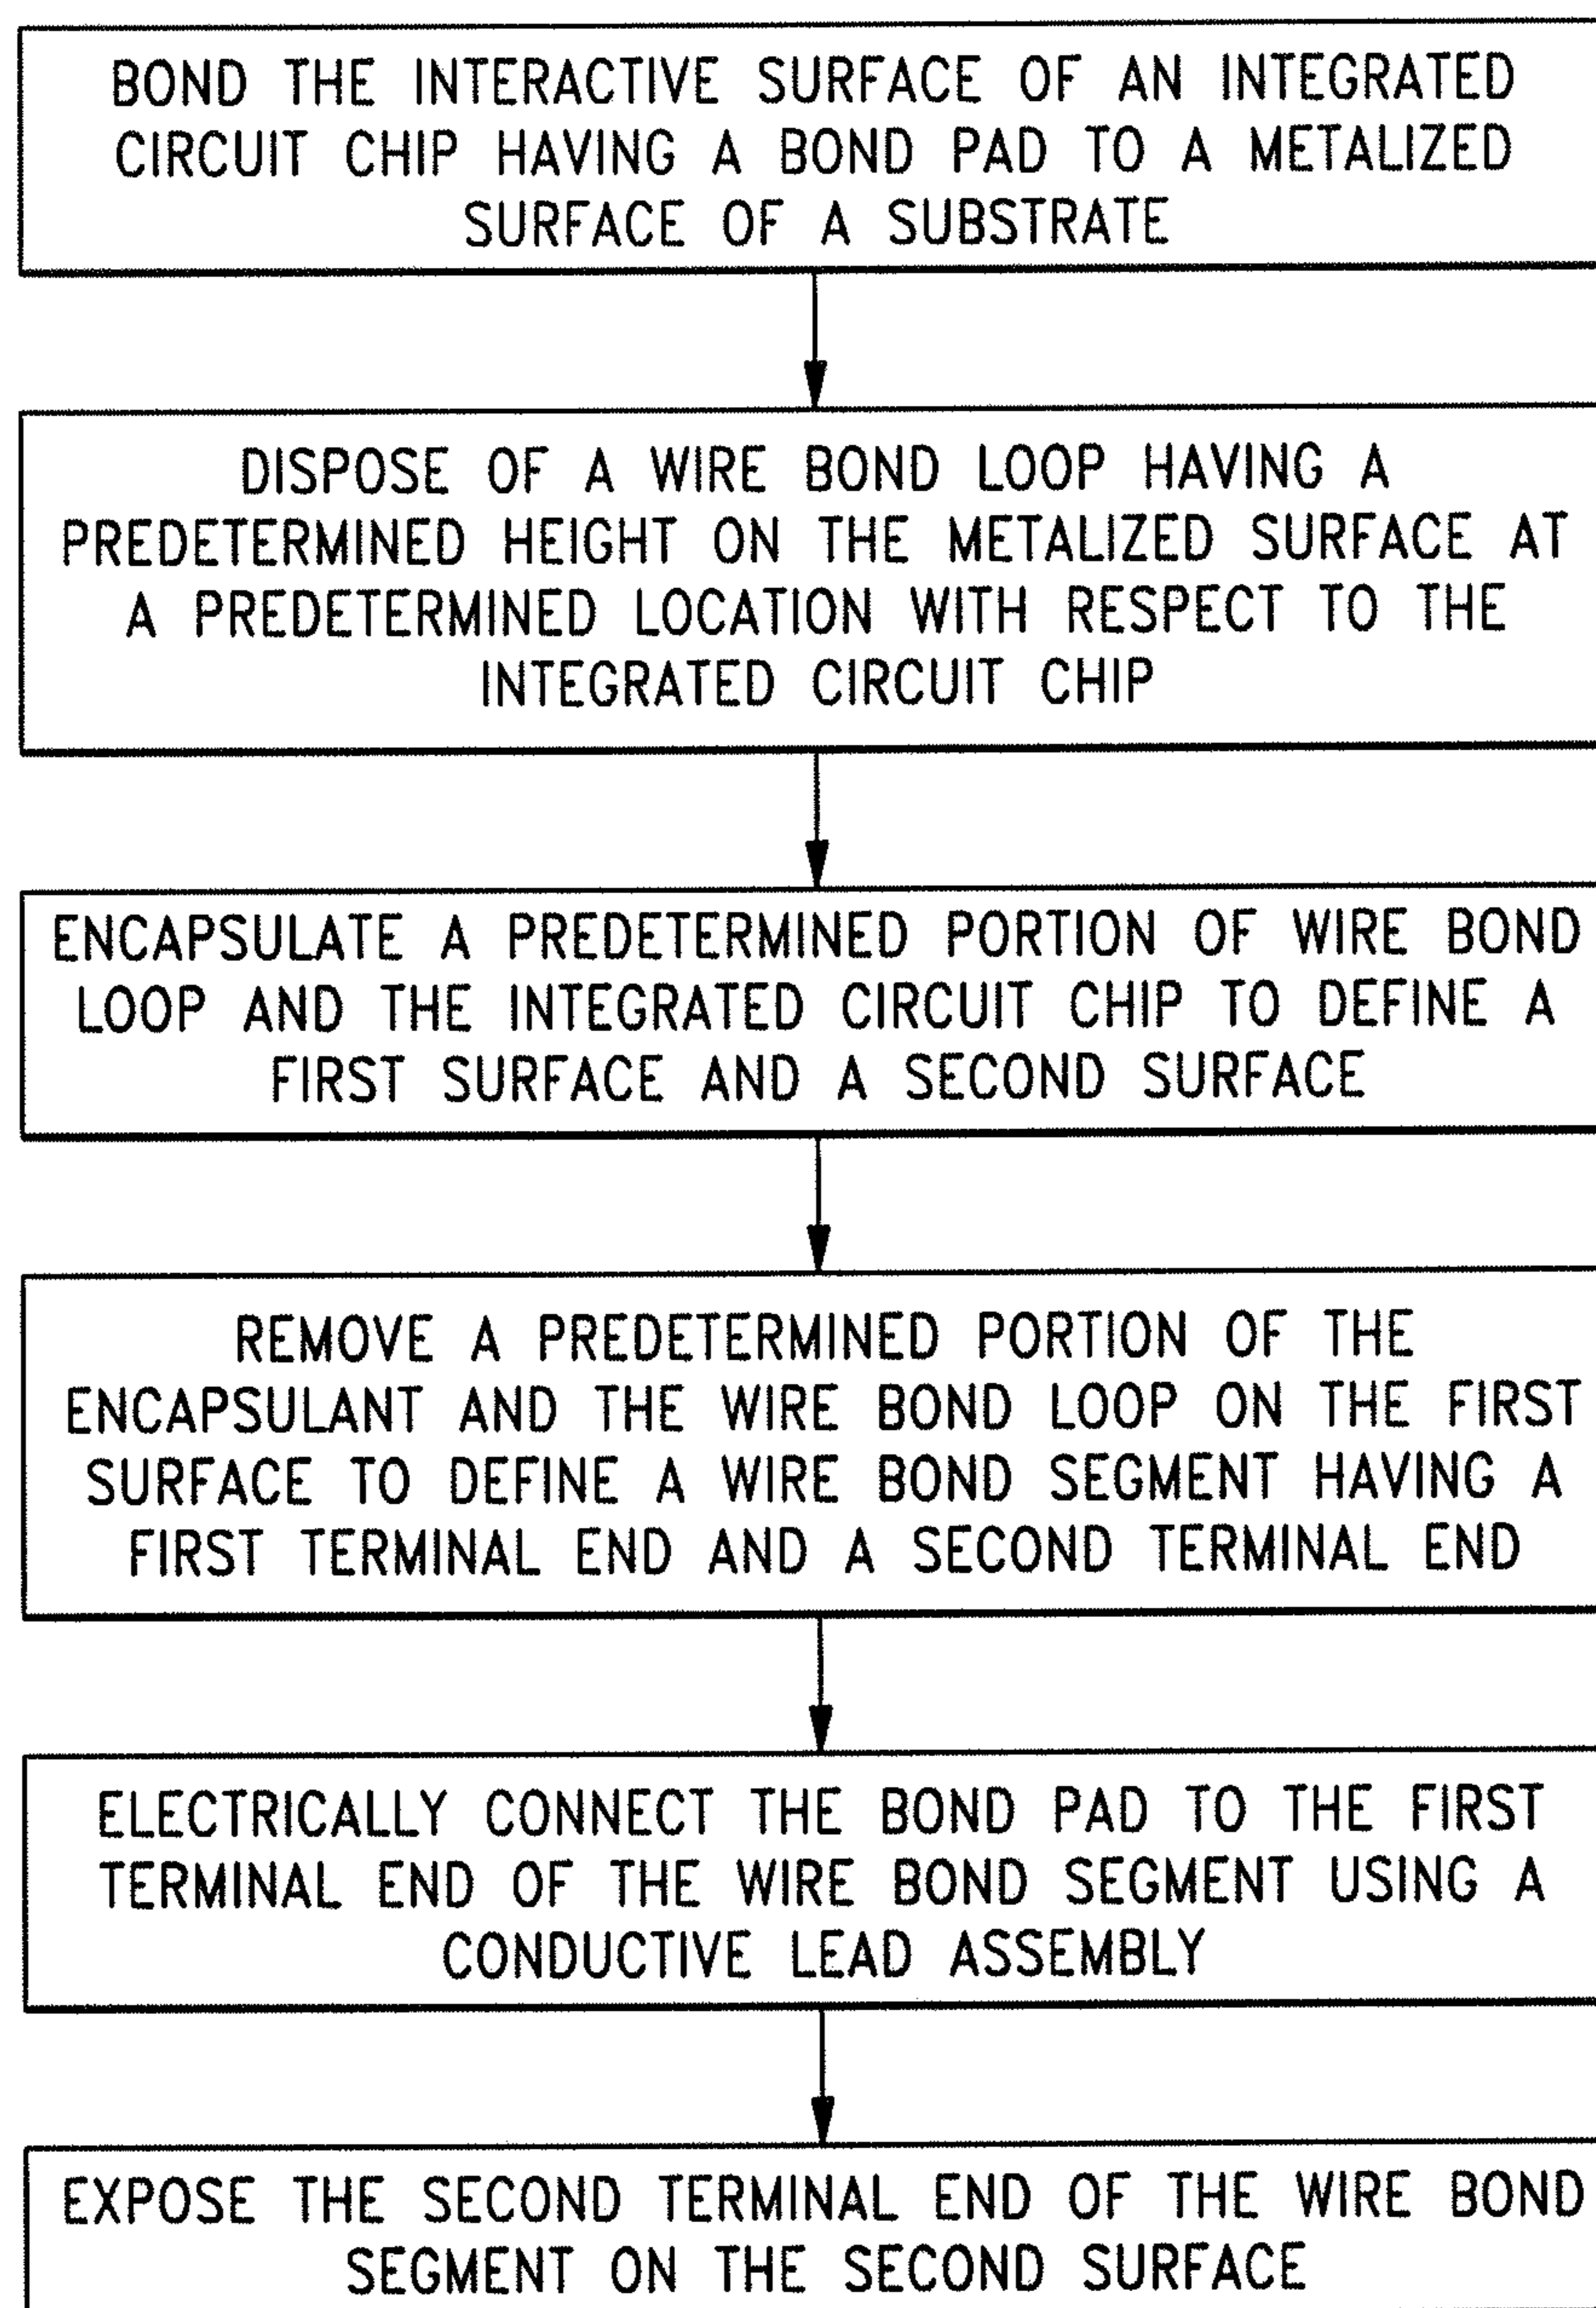 BOND THE INTERACTIVE SURFACE OF AN INTEGRATED
CIRCUIT CHIP HAVING A BOND PAD TO A METALIZED
SURFACE OF A SUBSTRATE
DISPOSE OF A WIRE BOND LOOP HAVING A
PREDETERMINED HEIGHT ON THE METALIZED SURFACE AT
A PREDETERMINED LOCATION WITH RESPECT TO THE
INTEGRATED CIRCUIT CHIP
ENCAPSULATE A PREDETERMINED PORTION OF WIRE BOND
LOOP AND THE INTEGRATED CIRCUIT CHIP TO DEFINE A
FIRST SURFACE AND A SECOND SURFACE
REMOVE A PREDETERMINED PORTION OF THE
ENCAPSULANT AND THE WIRE BOND LOOP ON THE FIRST
SURFACE TO DEFINE A WIRE BOND SEGMENT HAVING A
FIRST TERMINAL END AND A SECOND TERMINAL END
ELECTRICALLY CONNECT THE BOND PAD TO THE FIRST
TERMINAL END OF THE WIRE BOND SEGMENT USING A
CONDUCTIVE LEAD ASSEMBLY
EXPOSE THE SECOND TERMINAL END OF THE WIRE BOND
SEGMENT ON THE SECOND SURFACE